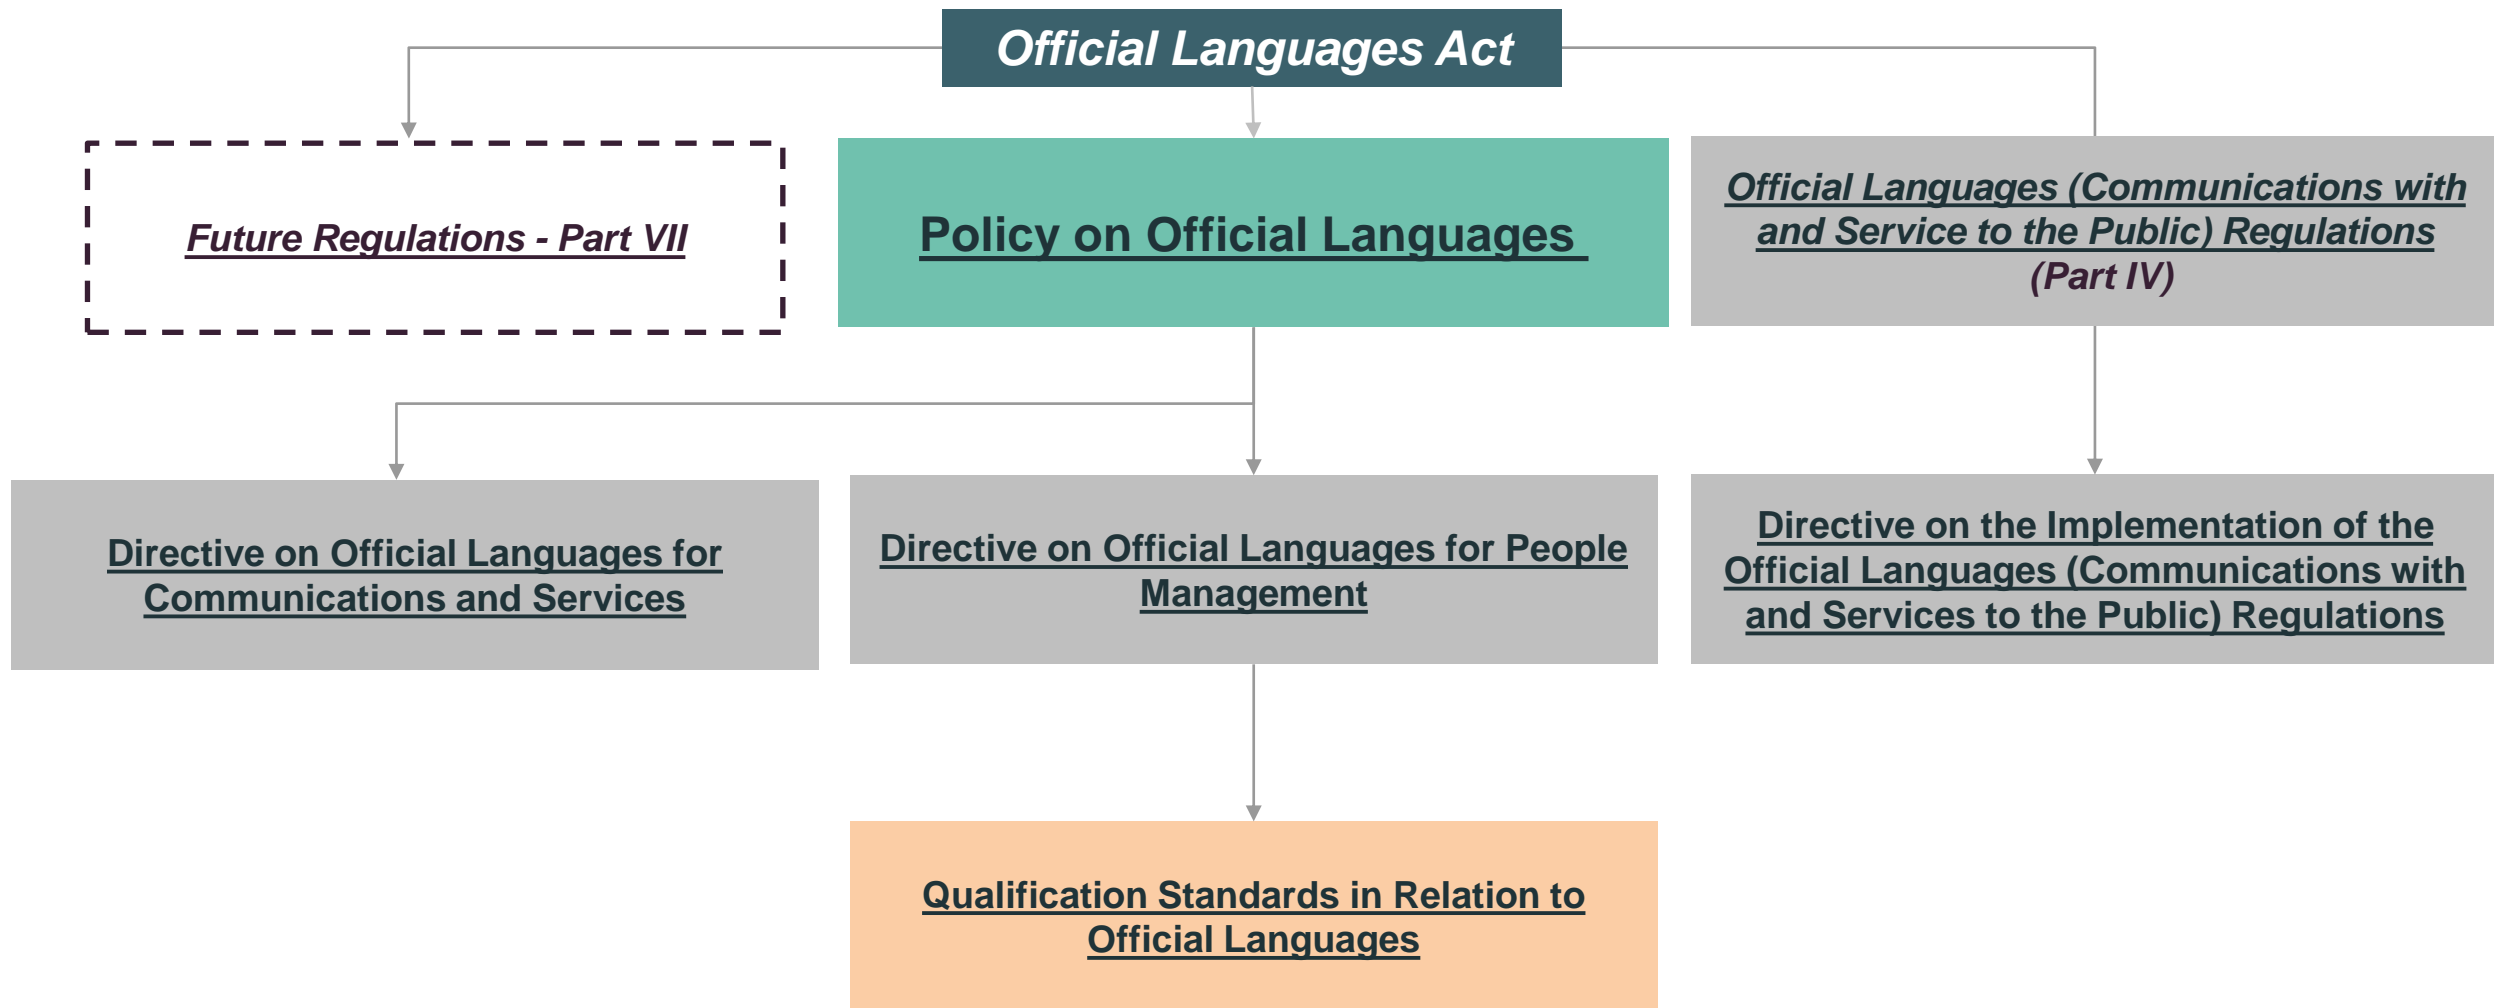 Official Languages Act
Future Regulations - Part VII
Policy on Official Languages
Official Languages (Communications with
and Service to the Public) Regulations
(Part IV)
Directive on Official Languages for
Communications and Services
Directive on Official Languages for People
Management
Directive on the Implementation of the
Official Languages (Communications with
and Services to the Public) Regulations
Qualification Standards in Relation to
Official Languages